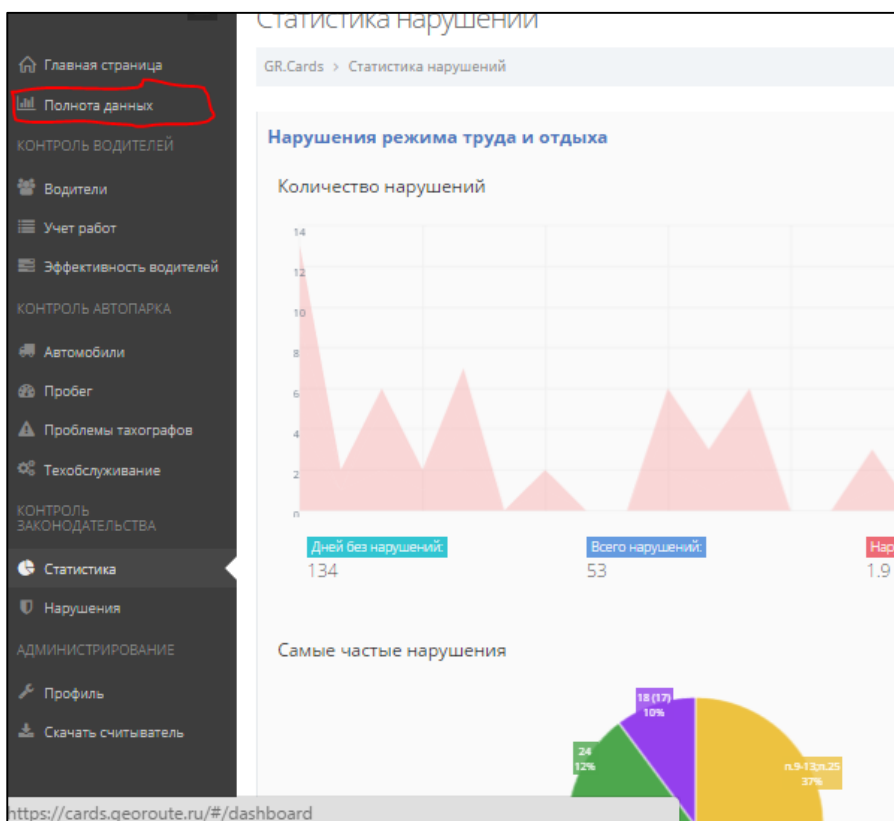 Статистика нарушений
Главная страница
GR.Cards > Статистика нарушений
Полнота данных
КОНТРОЛЬ ВОДИТЕЛЕЙ
Водители
Учет работ
Эффективность водителей
КОНТРОЛЬ АВТОПАРКА
Автомобили
Пробег
Проблемы тахографов
Техобслуживание
КОНТРОЛЬ
ЗАКОНОДАТЕЛЬСТВА
Статистика
Нарушения
АДМИНИСТРИРОВАНИЕ
Профиль
Скачать считыватель
Нарушения режима труда и отдыха
Количество нарушений
14
12
10
8
6
4
2
0
Дней без нарушений:
134
Всего нарушений:
53
Нар
1.9
Самые частые нарушения
18 (17)
10%
24
12%
п.9-13;п.25
37%
https://cards.georoute.ru/#/dashboard